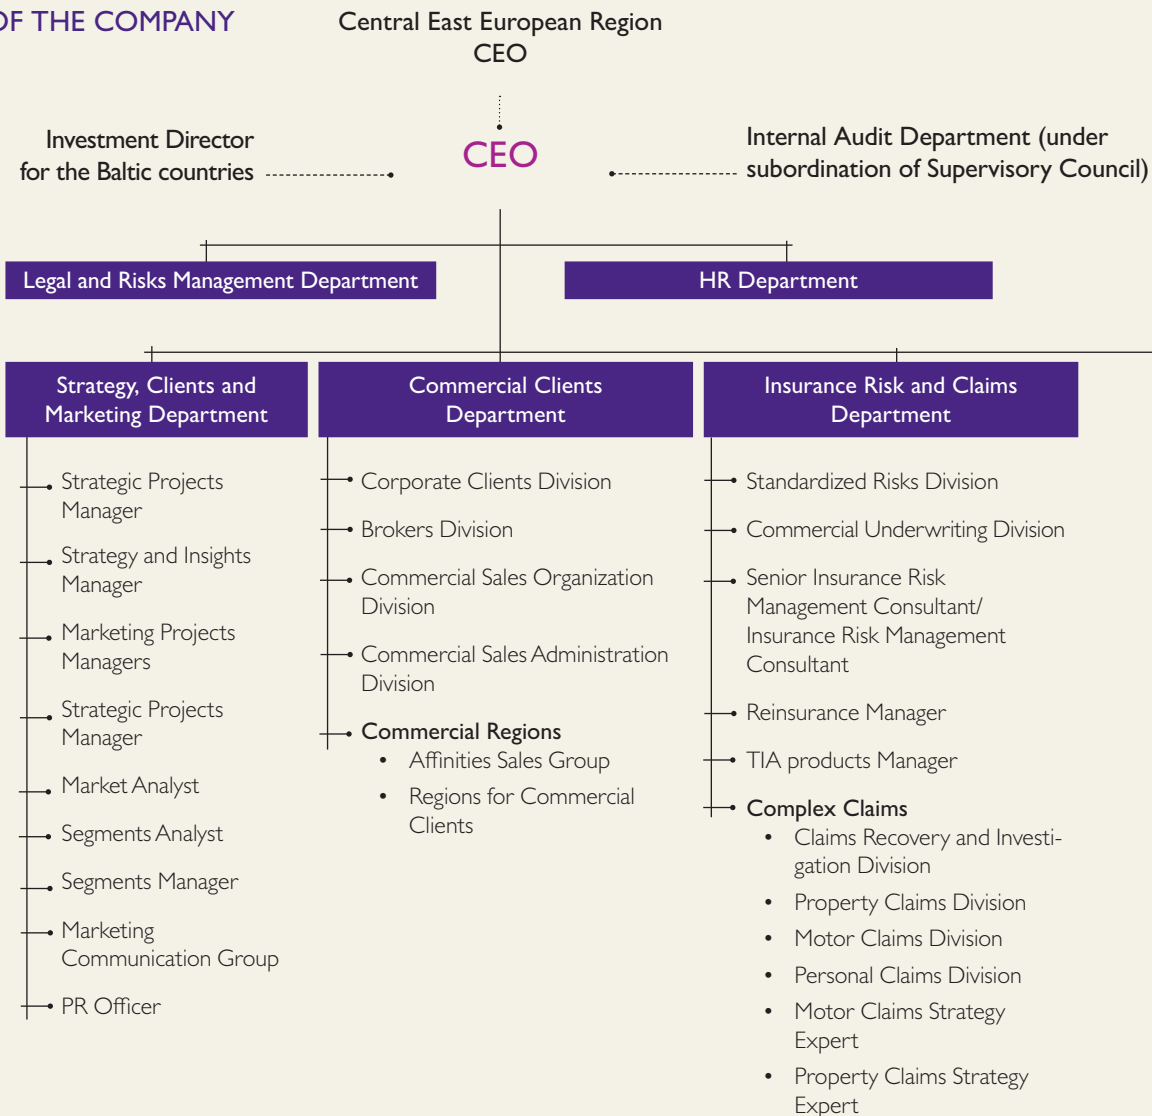 OF THE COMPANY
Central East European Region
CEO
Investment Director
for the Baltic countries
CEO
Internal Audit Department (under
subordination of Supervisory Council)
Legal and Risks Management Department
HR Department
Strategy, Clients and
Marketing Department
Strategic Projects
Manager
Strategy and Insights
Manager
Marketing Projects
Managers
Strategic Projects
Manager
Market Analyst
Segments Analyst
Segments Manager
Marketing
Communication Group
PR Officer
Commercial Clients
Department
Corporate Clients Division
Brokers Division
Commercial Sales Organization
Division
Commercial Sales Administration
Division
Commercial Regions
• Affinities Sales Group
• Regions for Commercial
Clients
Insurance Risk and Claims
Department
Standardized Risks Division
Commercial Underwriting Division
Senior Insurance Risk
Management Consultant/
Insurance Risk Management
Consultant
Reinsurance Manager
TIA products Manager
Complex Claims
• Claims Recovery and Investi-
gation Division
• Property Claims Division
• Motor Claims Division
• Personal Claims Division
• Motor Claims Strategy
Expert
• Property Claims Strategy
Expert